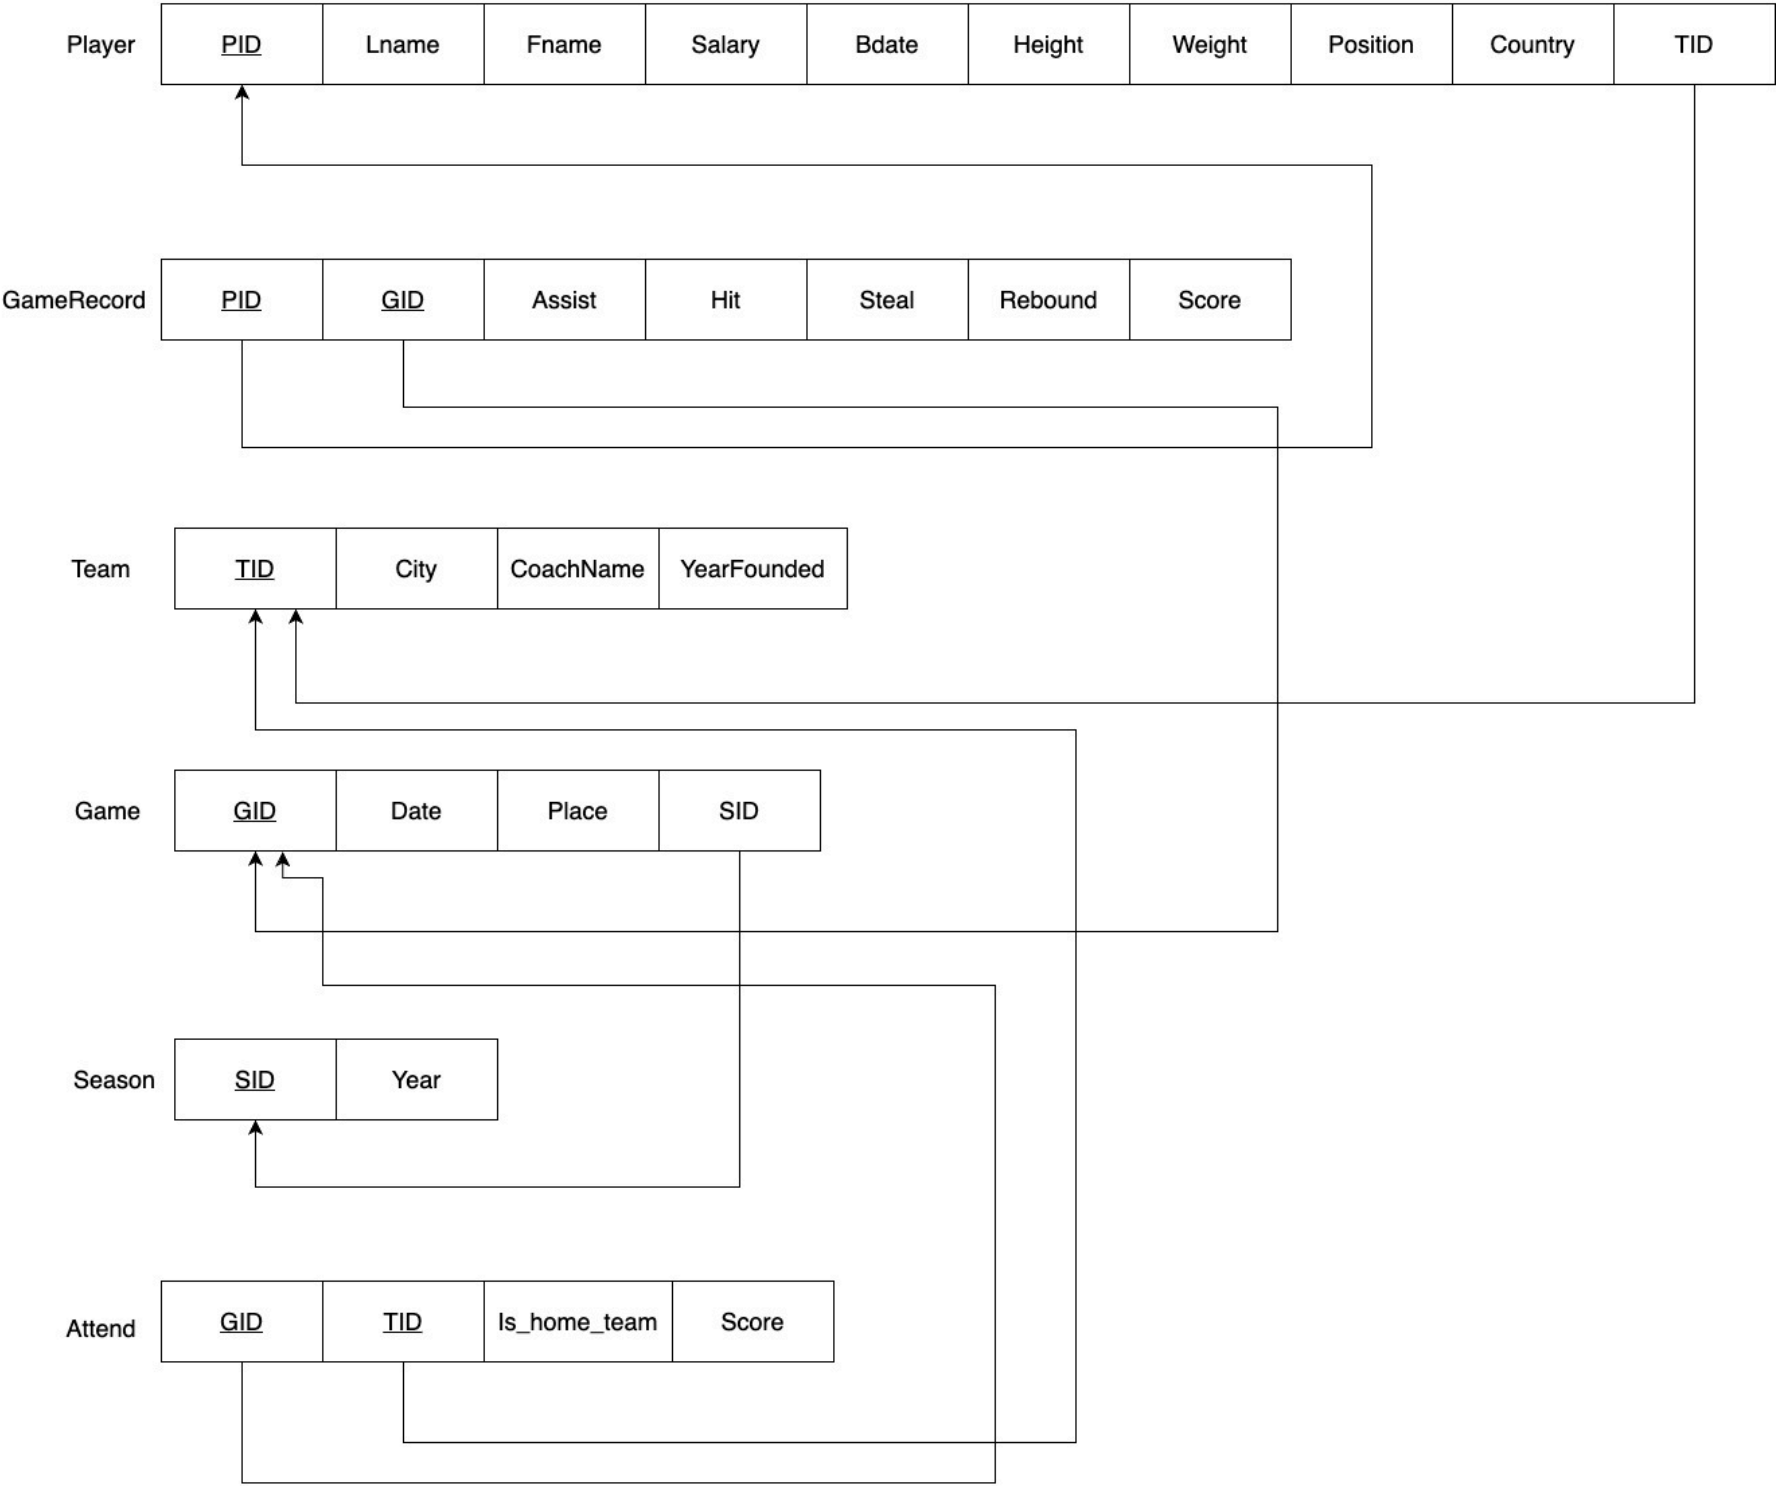 Player PID Lname Fname Salary Bdate Height Weight Position Country TID
GameRecord PID GID Assist Hit Steal Rebound Score
Team TID City CoachName YearFounded
Game GID Date Place SID
Season SID Year
Attend GID TID Is_home_team Score